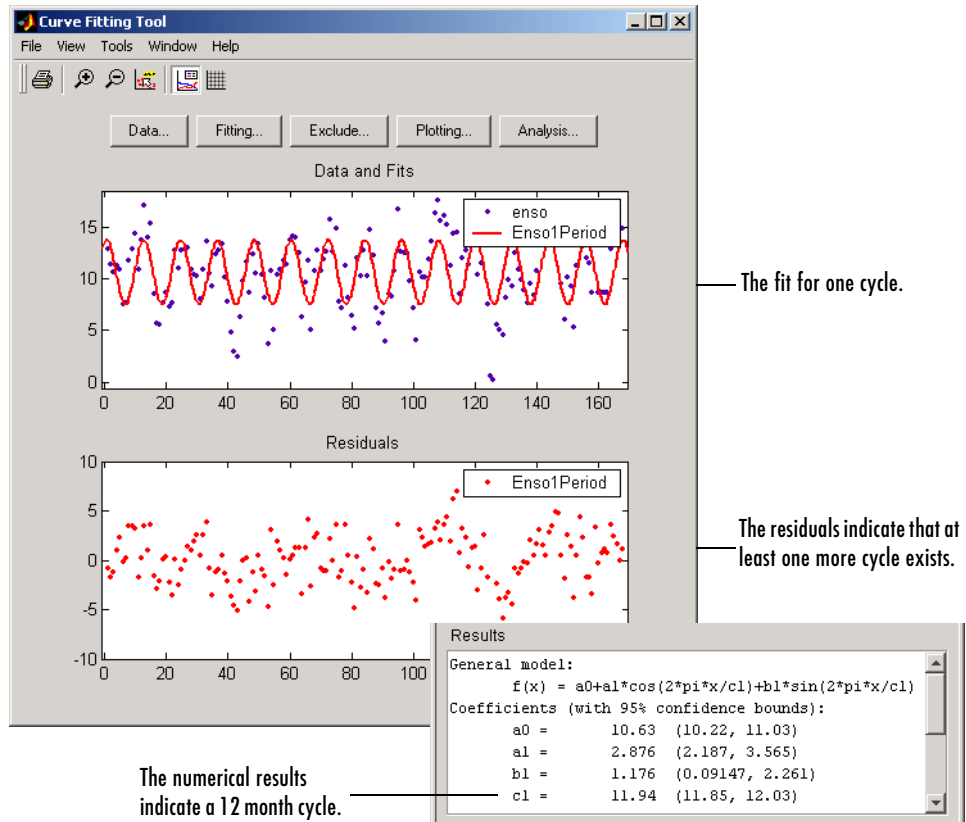 Curve Fitting Tool
File View Tools Window Help
Data... Fitting... Exclude... Plotting... Analysis...
Data and Fits
enso
Enso1Period
15
10
5
0
0 20 40 60 80 100 120 140 160
The fit for one cycle.
Residuals
Enso1Period
10
5
0
-5
-10
0 20 40 60 80 100
The residuals indicate that at
least one more cycle exists.
Results
General model:
f(x) = a0+a1*cos(2*pi*x/c1)+b1*sin(2*pi*x/c1)
Coefficients (with 95% confidence bounds):
a0 = 10.63 (10.22, 11.03)
a1 = 2.876 (2.187, 3.565)
b1 = 1.176 (0.09147, 2.261)
c1 = 11.94 (11.85, 12.03)
The numerical results
indicate a 12 month cycle.